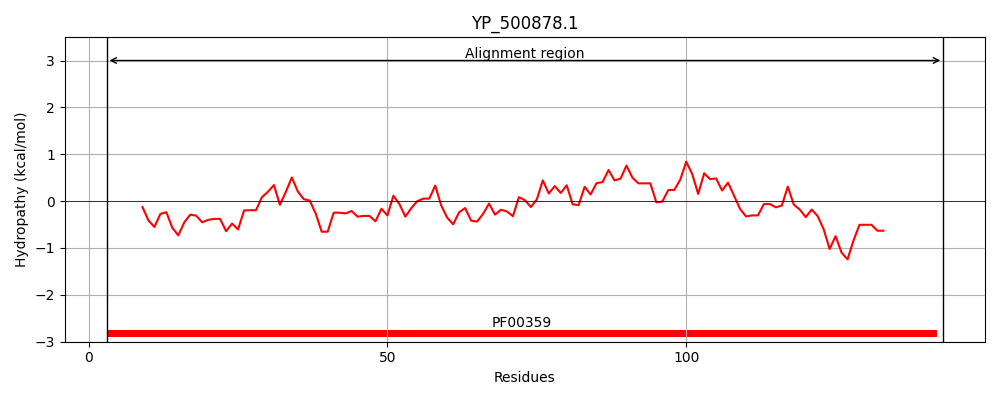 YP_500878.1
Alignment region
3
2
1
0
−1
−2
−3
Hydropathy (kcal/mol)
PF00359
0
50
100
Residues